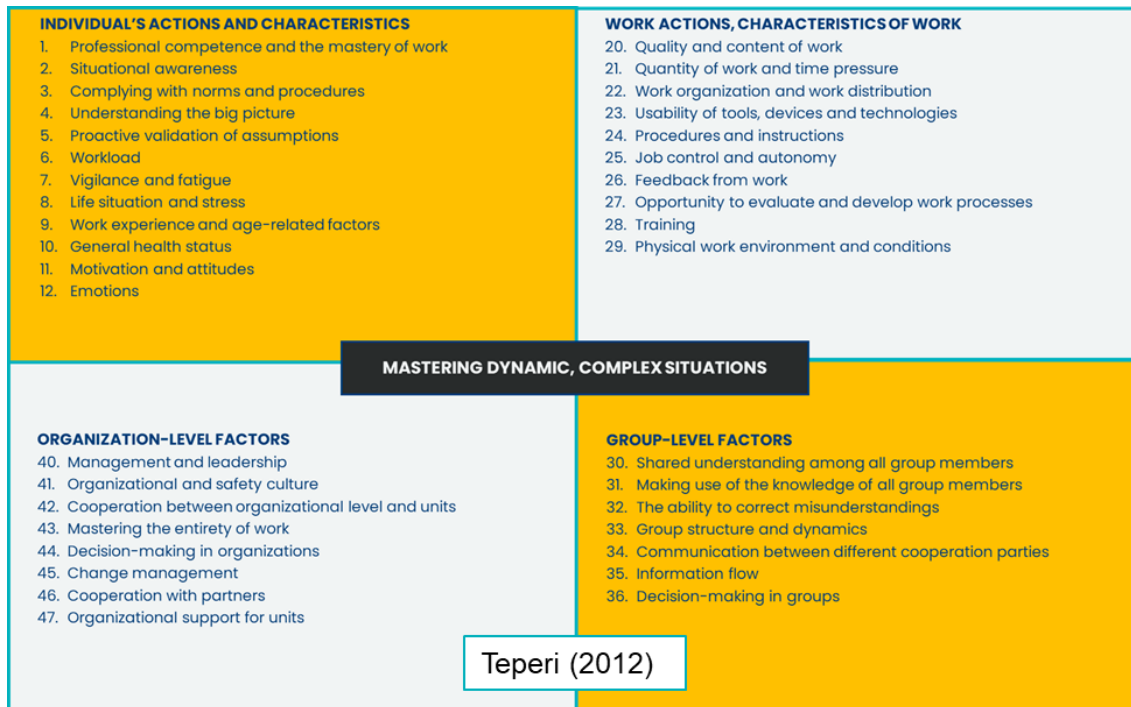 INDIVIDUAL'S ACTIONS AND CHARACTERISTICS
1. Professional competence and the mastery of work
2. Situational awareness
3. Complying with norms and procedures
4. Understanding the big picture
5. Proactive validation of assumptions
6. Workload
7. Vigilance and fatigue
8. Life situation and stress
9. Work experience and age-related factors
10. General health status
11. Motivation and attitudes
12. Emotions
WORK ACTIONS, CHARACTERISTICS OF WORK
20. Quality and content of work
21. Quantity of work and time pressure
22. Work organization and work distribution
23. Usability of tools, devices and technologies
24. Procedures and instructions
25. Job control and autonomy
26. Feedback from work
27. Opportunity to evaluate and develop work processes
28. Training
29. Physical work environment and conditions
MASTERING DYNAMIC, COMPLEX SITUATIONS
ORGANIZATION-LEVEL FACTORS
40. Management and leadership
41. Organizational and safety culture
42. Cooperation between organizational level and units
43. Mastering the entirety of work
44. Decision-making in organizations
45. Change management
46. Cooperation with partners
47. Organizational support for units
GROUP-LEVEL FACTORS
30. Shared understanding among all group members
31. Making use of the knowledge of all group members
32. The ability to correct misunderstandings
33. Group structure and dynamics
34. Communication between different cooperation parties
35. Information flow
36. Decision-making in groups
Teperi (2012)